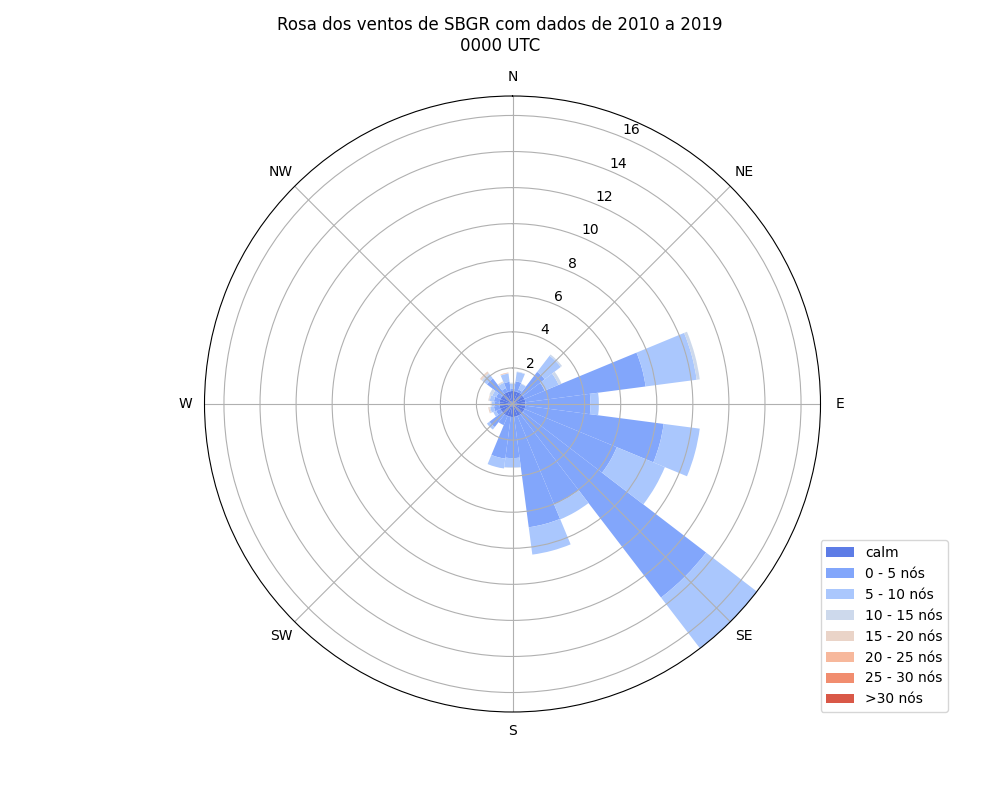 Rosa dos ventos de SBGR com dados de 2010 a 2019
0000 UTC
N
NW
NE
16
14
12
10
8
6
4
2
W
E
SW
SE
S
calm
0 - 5 nós
5 - 10 nós
10 - 15 nós
15 - 20 nós
20 - 25 nós
25 - 30 nós
>30 nós